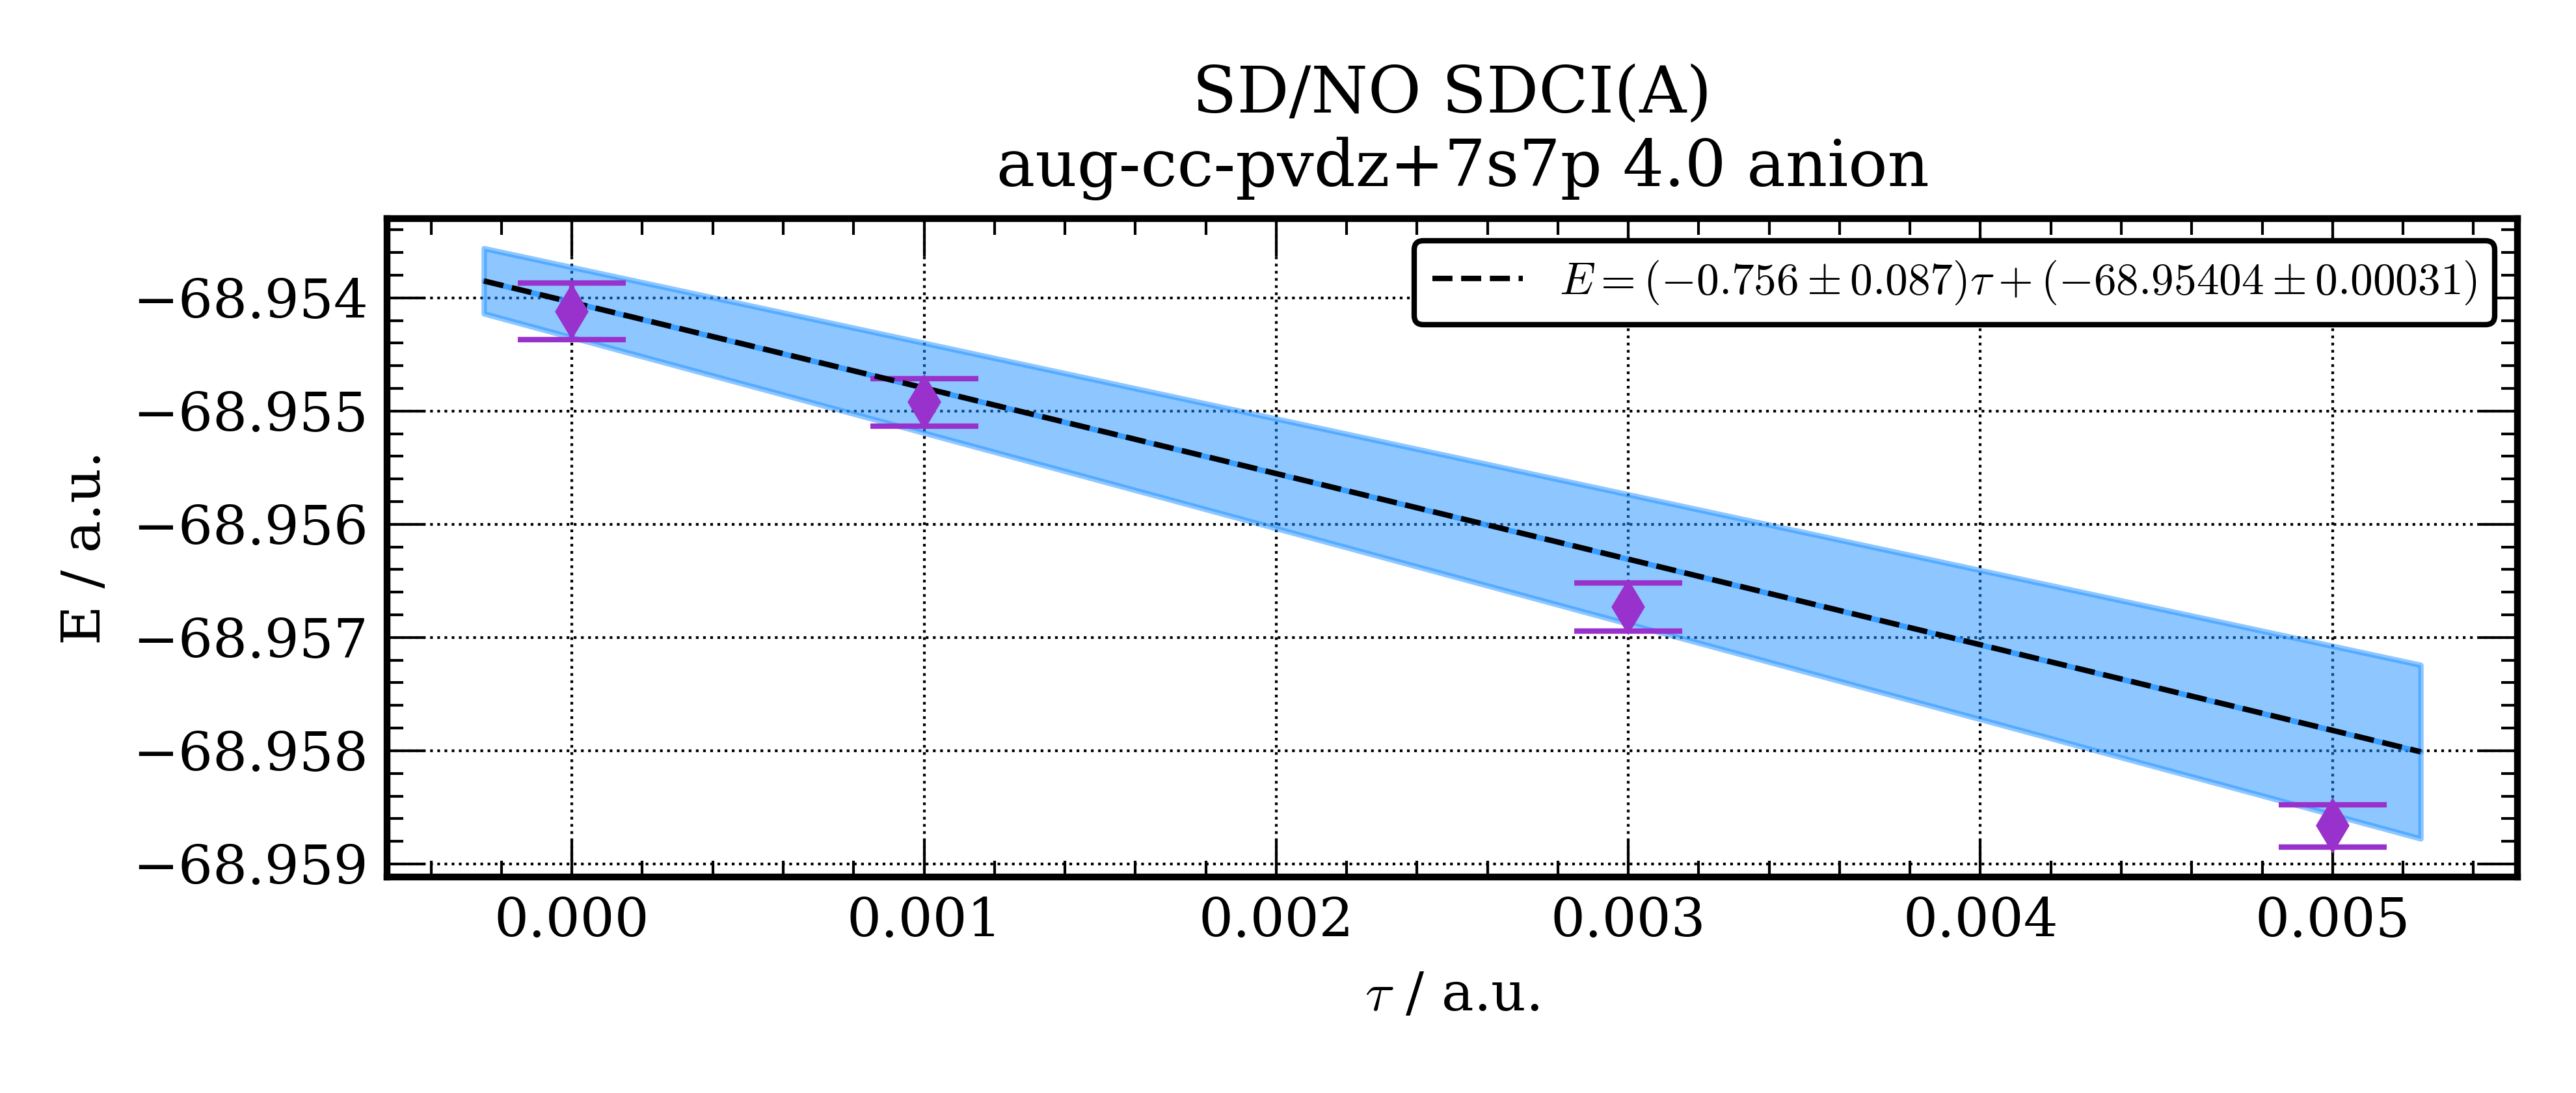 SD/NO SDCI(A)
aug-cc-pvdz+7s7p 4.0 anion
E = (−0.756 ± 0.087)τ + (−68.95404 ± 0.00031)
−68.954
−68.955
−68.956
−68.957
−68.958
−68.959
E / a.u.
0.000 0.001 0.002 0.003 0.004 0.005
τ / a.u.